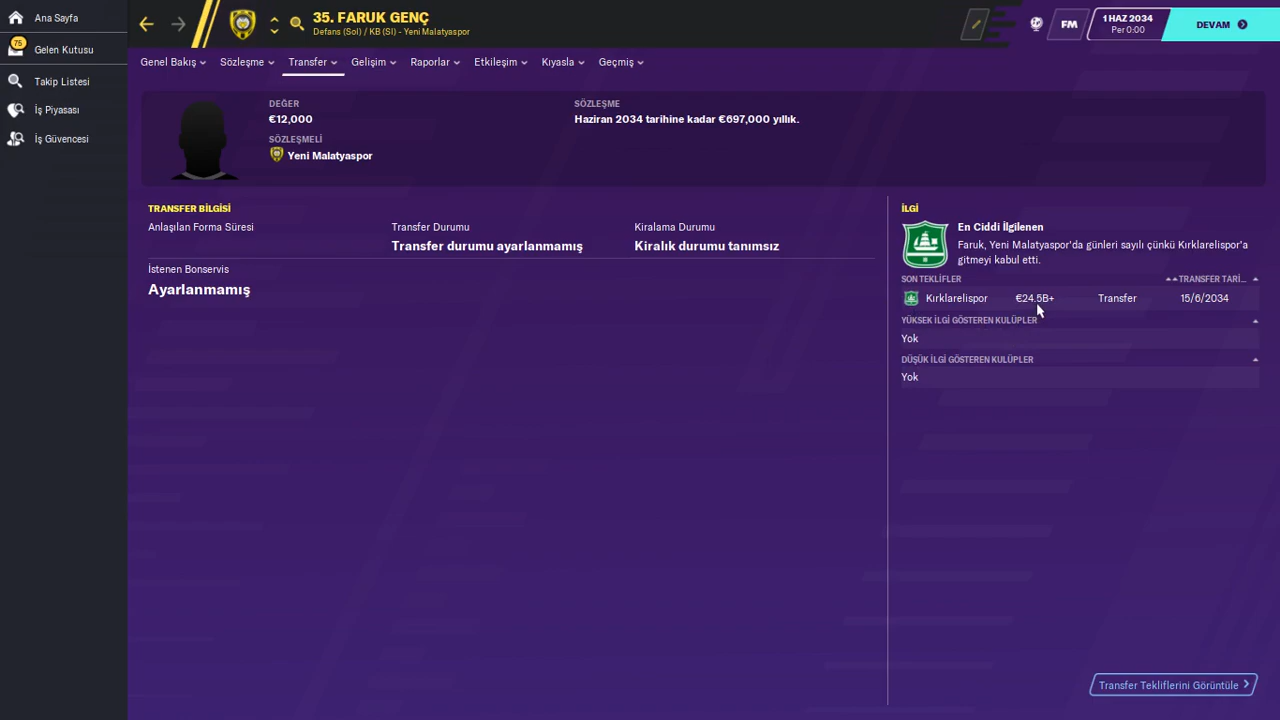 Ana Sayfa
75
Gelen Kutusu
Takip Listesi
İş Piyasası
İş Güvencesi
35. FARUK GENÇ
Defans (Sol) / KB (Sl) - Yeni Malatyaspor
FM
1 HAZ 2034
Per 0:00
DEVAM
Genel Bakış
Sözleşme
Transfer
Gelişim
Raporlar
Etkileşim
Kıyasla
Geçmiş
DEĞER
€12,000
SÖZLEŞMELİ
Yeni Malatyaspor
SÖZLEŞME
Haziran 2034 tarihine kadar €697,000 yıllık.
TRANSFER BİLGİSİ
Anlaşılan Forma Süresi
Transfer Durumu
Transfer durumu ayarlanmamış
Kiralama Durumu
Kiralık durumu tanımsız
İstenen Bonservis
Ayarlanmamış
İLGİ
En Ciddi İlgilenen
Faruk, Yeni Malatyaspor'da günleri sayılı çünkü Kırklarelispor'a
gitmeyi kabul etti.
SON TEKLİFLER
TRANSFER TARİ...
Kırklarelispor €24.5B+ Transfer 15/6/2034
YÜKSEK İLGİ GÖSTEREN KULÜPLER
Yok
DÜŞÜK İLGİ GÖSTEREN KULÜPLER
Yok
Transfer Tekliflerini Görüntüle